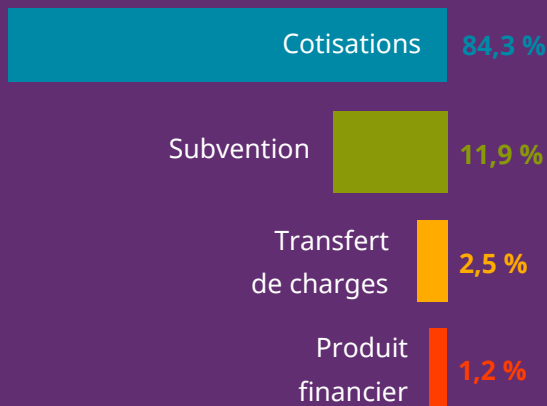 Cotisations 84,3 %
Subvention 11,9 %
Transfert
de charges 2,5 %
Produit
financier 1,2 %